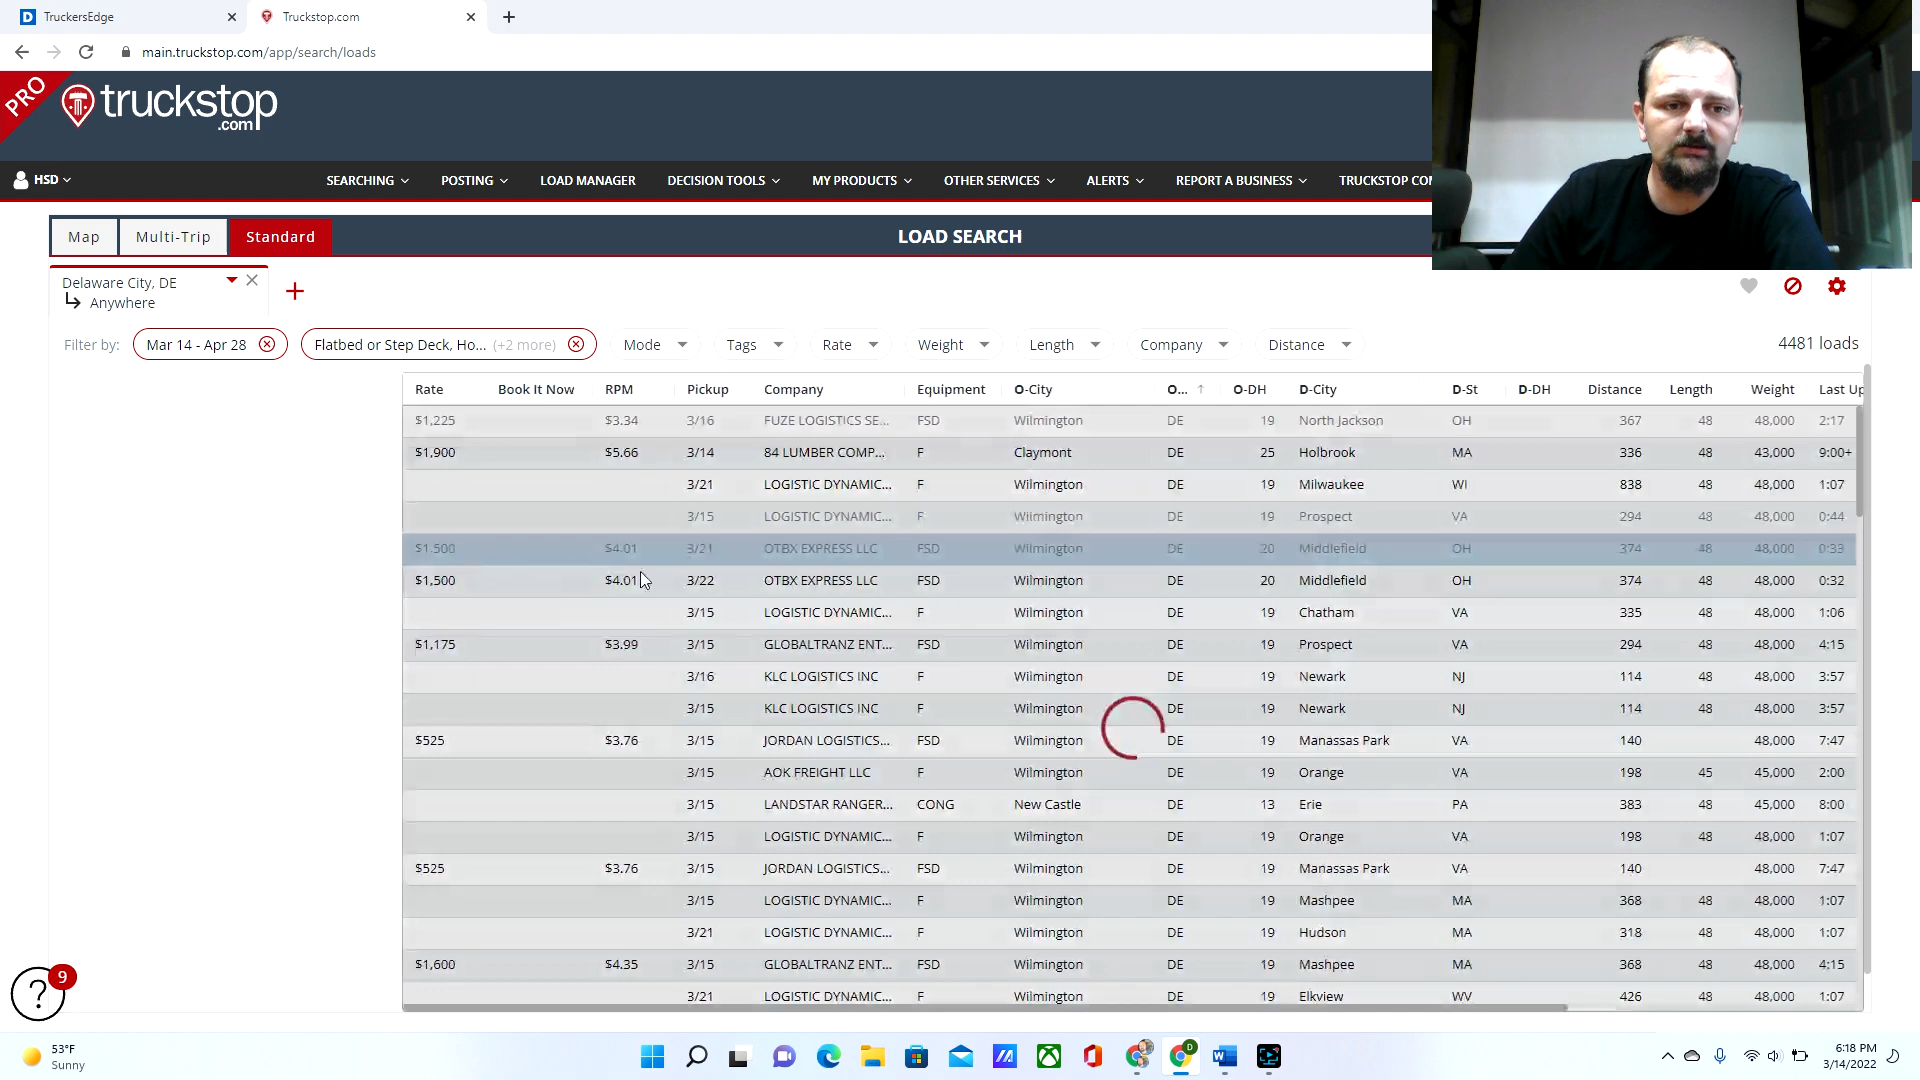 TruckersEdge
Truckstop.com
main.truckstop.com/app/search/loads
PRO
truckstop
.com
HSD
SEARCHING
POSTING
LOAD MANAGER
DECISION TOOLS
MY PRODUCTS
OTHER SERVICES
ALERTS
REPORT A BUSINESS
TRUCKSTOP COM
Map
Multi-Trip
Standard
LOAD SEARCH
Delaware City, DE
Anywhere
Filter by:
Mar 14 - Apr 28
Flatbed or Step Deck, Ho... (+2 more)
Mode
Tags
Rate
Weight
Length
Company
Distance
4481 loads
Rate Book It Now RPM Pickup Company Equipment O-City O... O-DH D-City D-St D-DH Distance Length Weight Last Up
$1,225 $3.34 3/16 FUZE LOGISTICS SE... FSD Wilmington DE 19 North Jackson OH 367 48 48,000 2:17
$1,900 $5.66 3/14 84 LUMBER COMP... F Claymont DE 25 Holbrook MA 336 48 43,000 9:00+
3/21 LOGISTIC DYNAMIC... F Wilmington DE 19 Milwaukee WI 838 48 48,000 1:07
3/15 LOGISTIC DYNAMIC... F Wilmington DE 19 Prospect VA 294 48 48,000 0:44
$1,500 $4.01 3/21 OTBX EXPRESS LLC FSD Wilmington DE 20 Middlefield OH 374 48 48,000 0:33
$1,500 $4.01 3/22 OTBX EXPRESS LLC FSD Wilmington DE 20 Middlefield OH 374 48 48,000 0:32
3/15 LOGISTIC DYNAMIC... F Wilmington DE 19 Chatham VA 335 48 48,000 1:06
$1,175 $3.99 3/15 GLOBALTRANZ ENT... FSD Wilmington DE 19 Prospect VA 294 48 48,000 4:15
3/16 KLC LOGISTICS INC F Wilmington DE 19 Newark NJ 114 48 48,000 3:57
3/15 KLC LOGISTICS INC F Wilmington DE 19 Newark NJ 114 48 48,000 3:57
$525 $3.76 3/15 JORDAN LOGISTICS... FSD Wilmington DE 19 Manassas Park VA 140 48,000 7:47
3/15 AOK FREIGHT LLC F Wilmington DE 19 Orange VA 198 45 45,000 2:00
3/15 LANDSTAR RANGER... CONG New Castle DE 13 Erie PA 383 48 45,000 8:00
3/15 LOGISTIC DYNAMIC... F Wilmington DE 19 Orange VA 198 48 48,000 1:07
$525 $3.76 3/15 JORDAN LOGISTICS... FSD Wilmington DE 19 Manassas Park VA 140 48,000 7:47
3/15 LOGISTIC DYNAMIC... F Wilmington DE 19 Mashpee MA 368 48 48,000 1:07
3/21 LOGISTIC DYNAMIC... F Wilmington DE 19 Hudson MA 318 48 48,000 1:07
$1,600 $4.35 3/15 GLOBALTRANZ ENT... FSD Wilmington DE 19 Mashpee MA 368 48 48,000 4:15
3/21 LOGISTIC DYNAMIC... F Wilmington DE 19 Elkview WV 426 48 48,000 1:07
? 9
53°F
Sunny
6:18 PM
3/14/2022